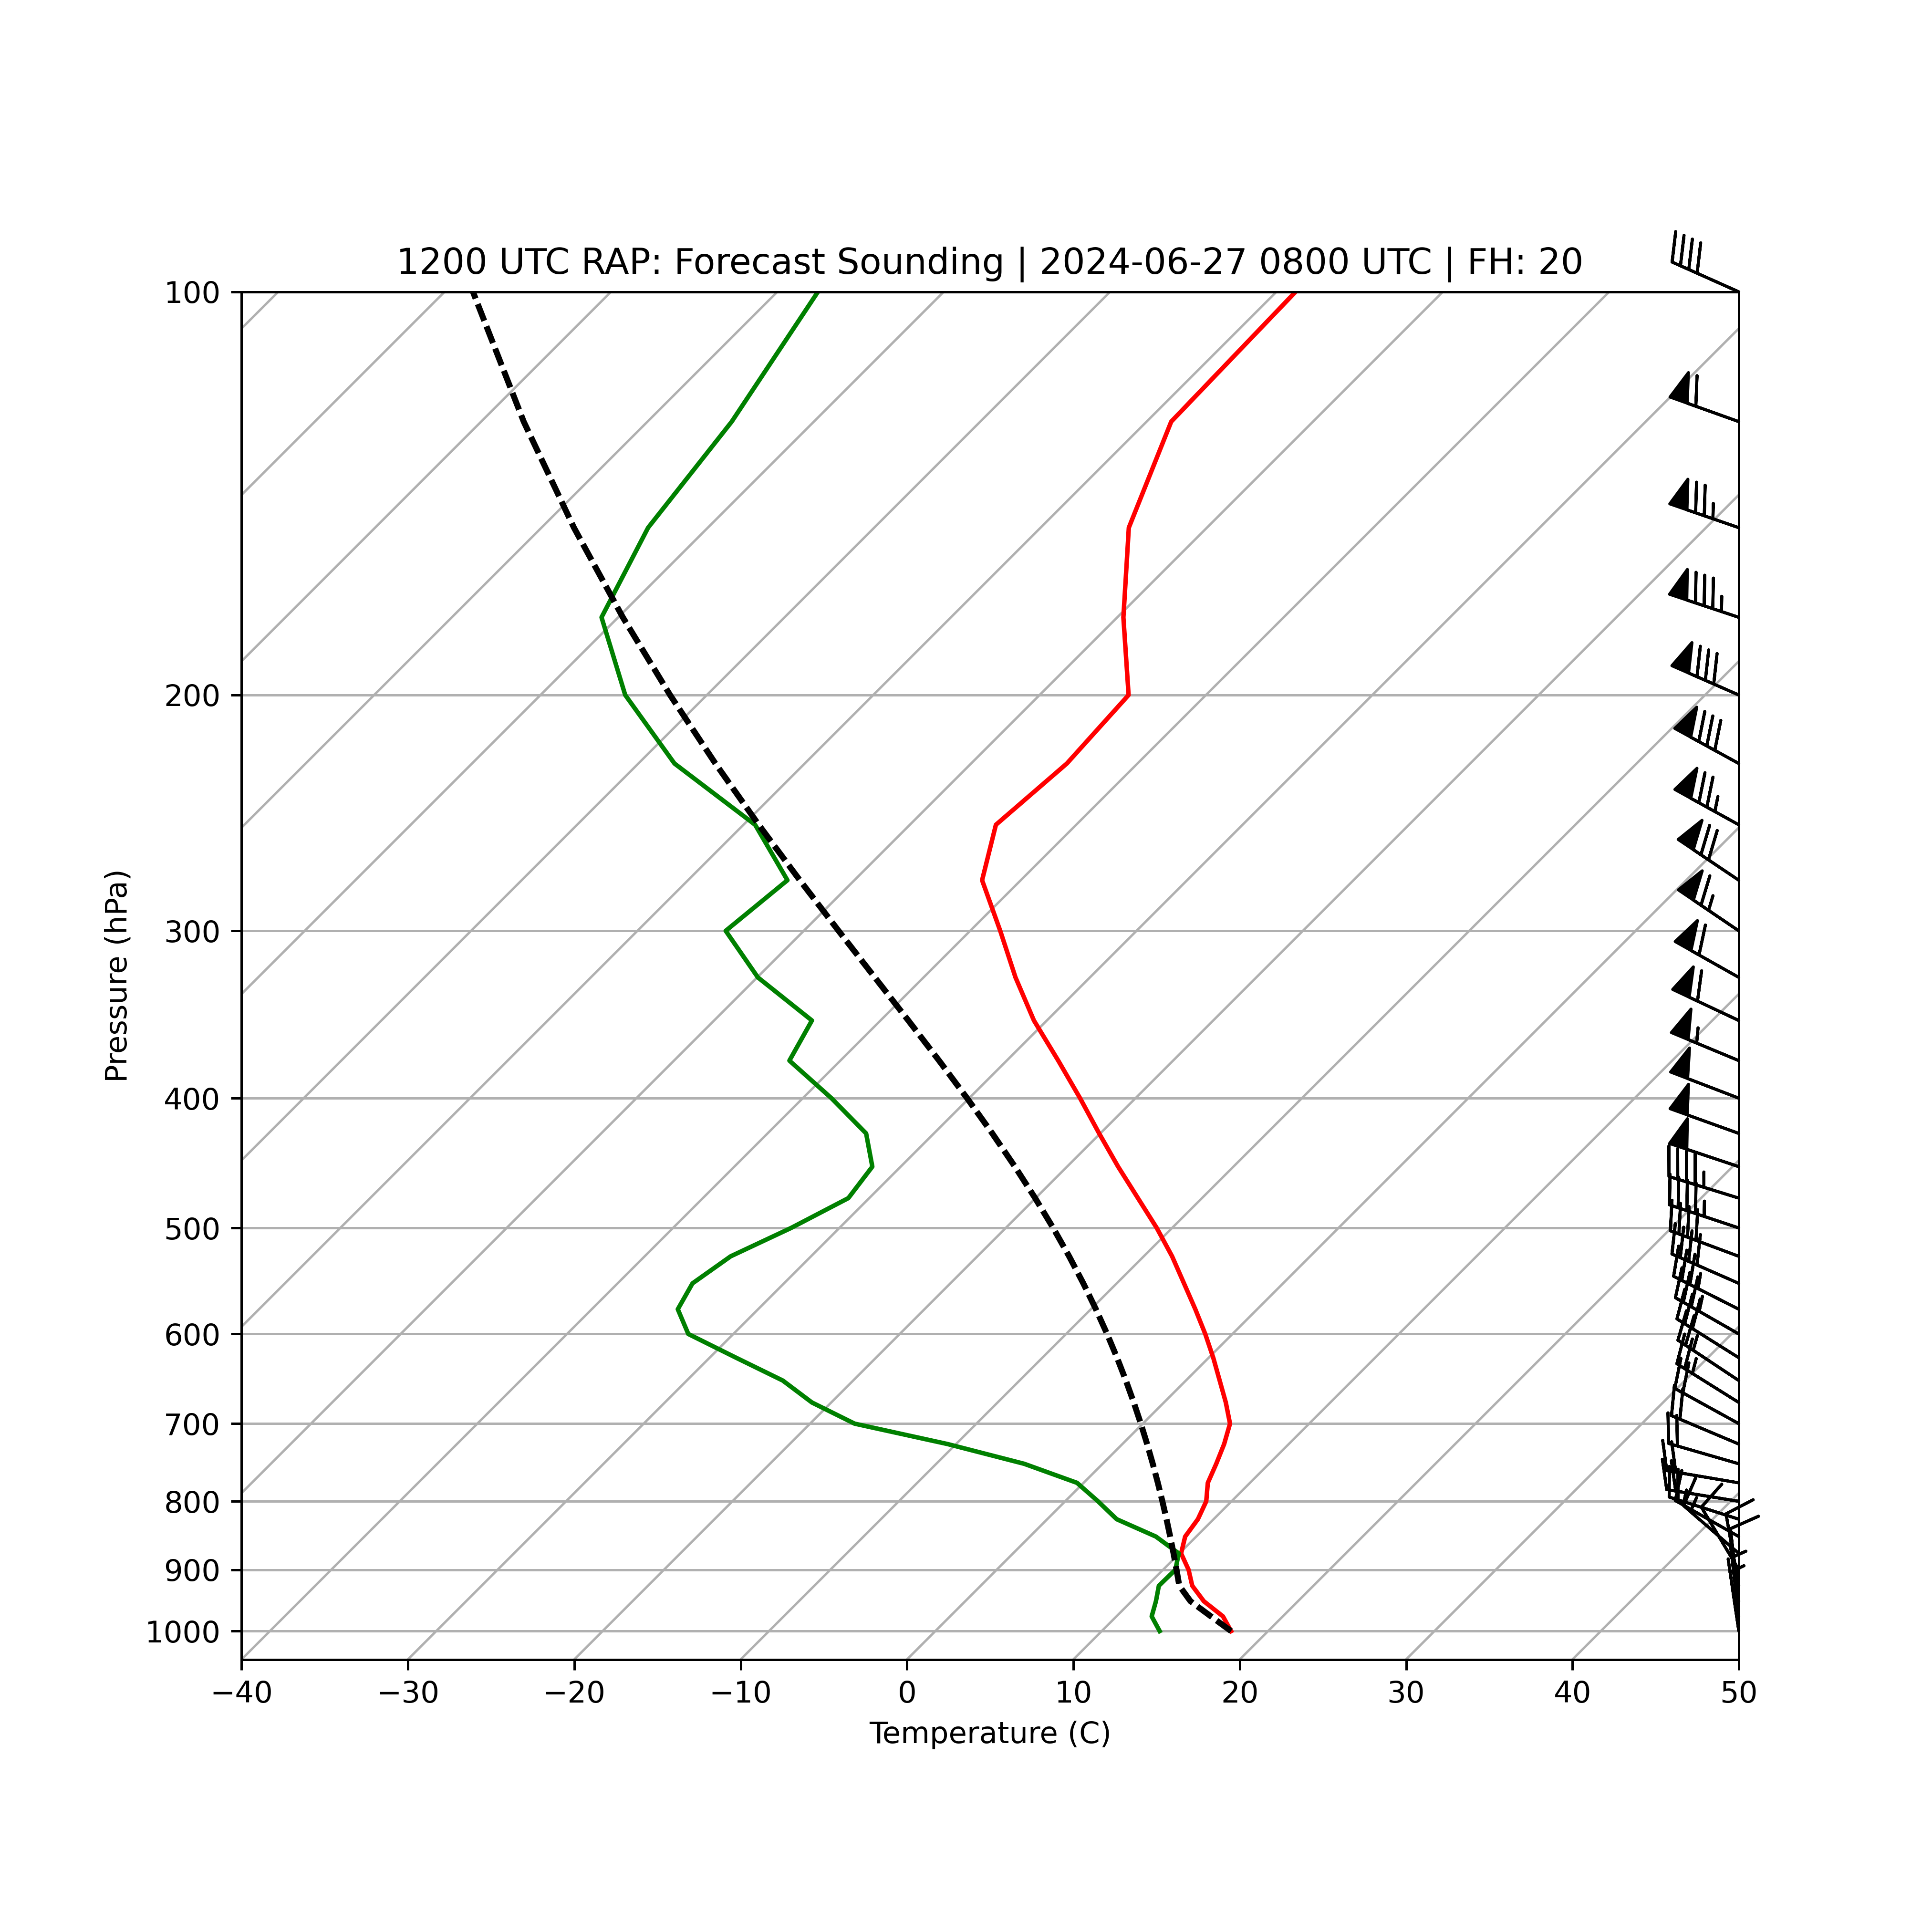 1200 UTC RAP: Forecast Sounding | 2024-06-27 0800 UTC | FH: 20
100
200
300
400
500
600
700
800
900
1000
Pressure (hPa)
−40 −30 −20 −10 0 10 20 30 40 50
Temperature (C)